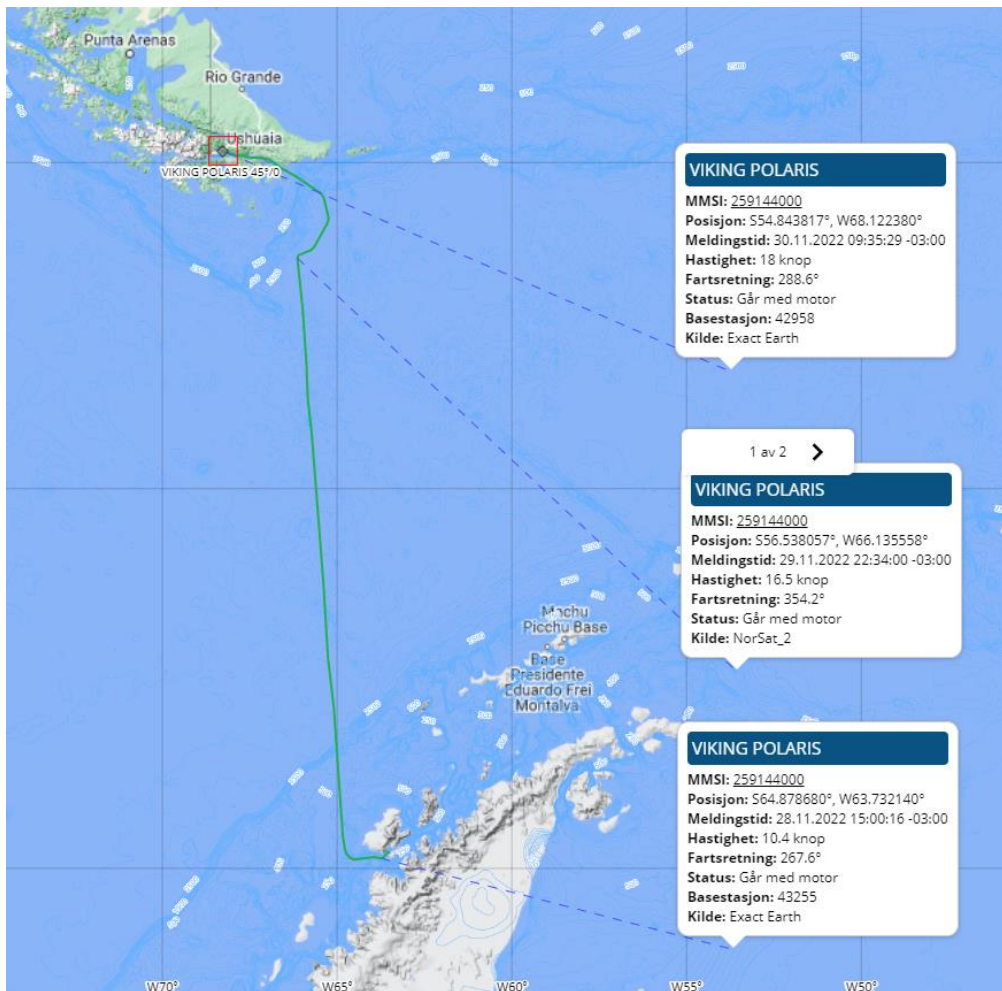 Punta Arenas
Rio Grande
Ushuaia
VIKING POLARIS 45°/0
VIKING POLARIS
MMSI: 259144000
Posisjon: S54.843817°, W68.122380°
Meldingstid: 30.11.2022 09:35:29 -03:00
Hastighet: 18 knop
Fartsretning: 288.6°
Status: Går med motor
Basestasjon: 42958
Kilde: Exact Earth
1 av 2
VIKING POLARIS
MMSI: 259144000
Posisjon: S56.538057°, W66.135558°
Meldingstid: 29.11.2022 22:34:00 -03:00
Hastighet: 16.5 knop
Fartsretning: 354.2°
Status: Går med motor
Kilde: NorSat_2
Machu
Picchu Base
Base
Presidente
Eduardo Frei
Montalva
VIKING POLARIS
MMSI: 259144000
Posisjon: S64.878680°, W63.732140°
Meldingstid: 28.11.2022 15:00:16 -03:00
Hastighet: 10.4 knop
Fartsretning: 267.6°
Status: Går med motor
Basestasjon: 43255
Kilde: Exact Earth
W70°
W65°
W60°
W55°
W50°